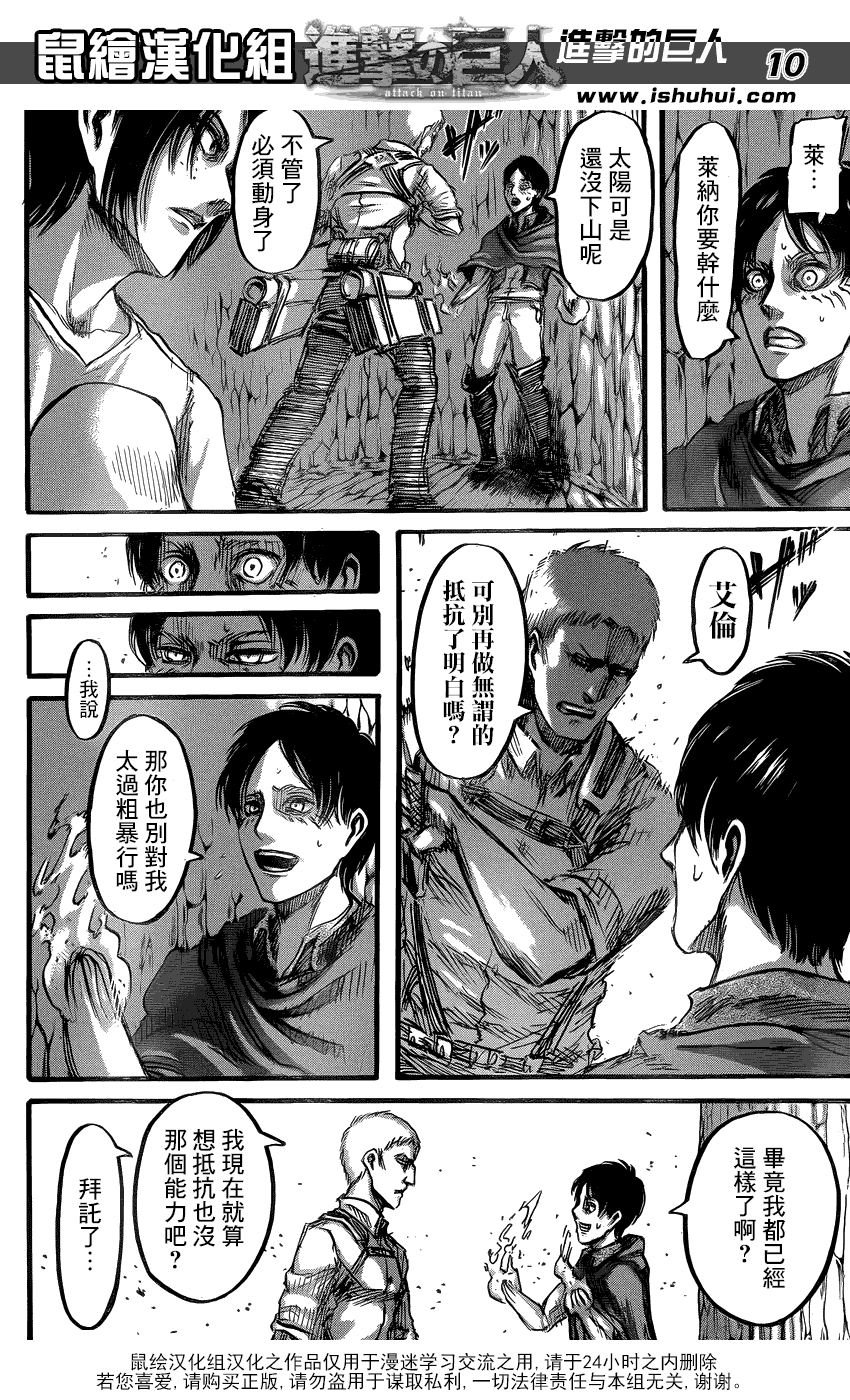 鼠繪漢化組
進撃の巨人
attack on titan
進擊的巨人
10
www.ishuhui.com
萊…
萊納你要幹什麼
太陽可是
還沒下山呢
不管了
必須動身了
艾倫
可別再做無謂的
抵抗了明白嗎？
…我說
那你也別對我
太過粗暴行嗎
畢竟我都已經
這樣了啊？
我現在就算
想抵抗也沒
那個能力吧？
拜託了…
鼠绘汉化组汉化之作品仅用于漫迷学习交流之用，请于24小时之内删除
若您喜爱，请购买正版，请勿盗用于谋取私利，一切法律责任与本组无关，谢谢。